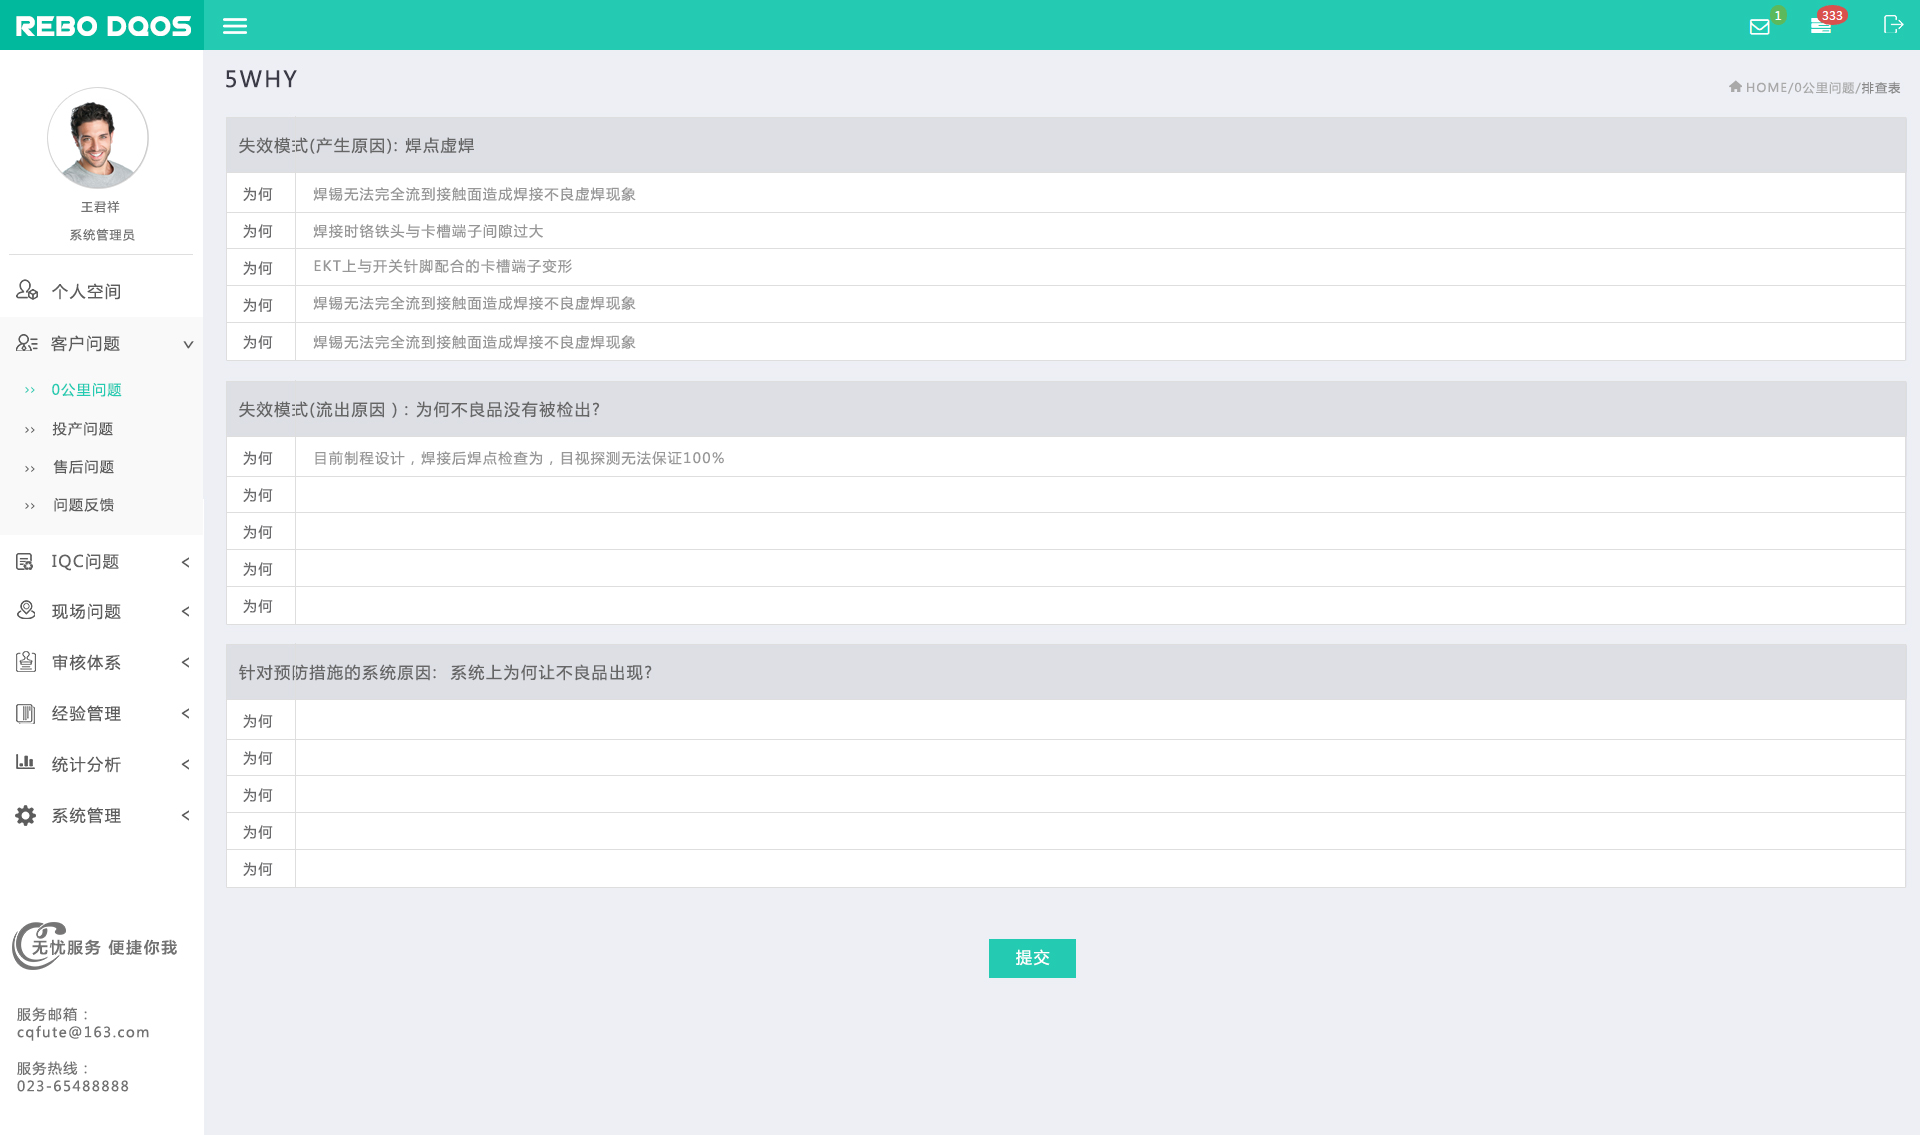 REBO DQOS
1
333
5WHY
HOME/0公里问题/排查表
王君祥
系统管理员
个人空间
客户问题
>> 0公里问题
>> 投产问题
>> 售后问题
>> 问题反馈
IQC问题 <
现场问题 <
审核体系 <
经验管理 <
统计分析 <
系统管理 <
无忧服务 便捷你我
服务邮箱：
cqfute@163.com
服务热线：
023-65488888
失效模式(产生原因): 焊点虚焊
为何 焊锡无法完全流到接触面造成焊接不良虚焊现象
为何 焊接时铬铁头与卡槽端子间隙过大
为何 EKT上与开关针脚配合的卡槽端子变形
为何 焊锡无法完全流到接触面造成焊接不良虚焊现象
为何 焊锡无法完全流到接触面造成焊接不良虚焊现象
失效模式(流出原因 )：为何不良品没有被检出?
为何 目前制程设计，焊接后焊点检查为，目视探测无法保证100%
为何
为何
为何
为何
针对预防措施的系统原因: 系统上为何让不良品出现?
为何
为何
为何
为何
为何
提交